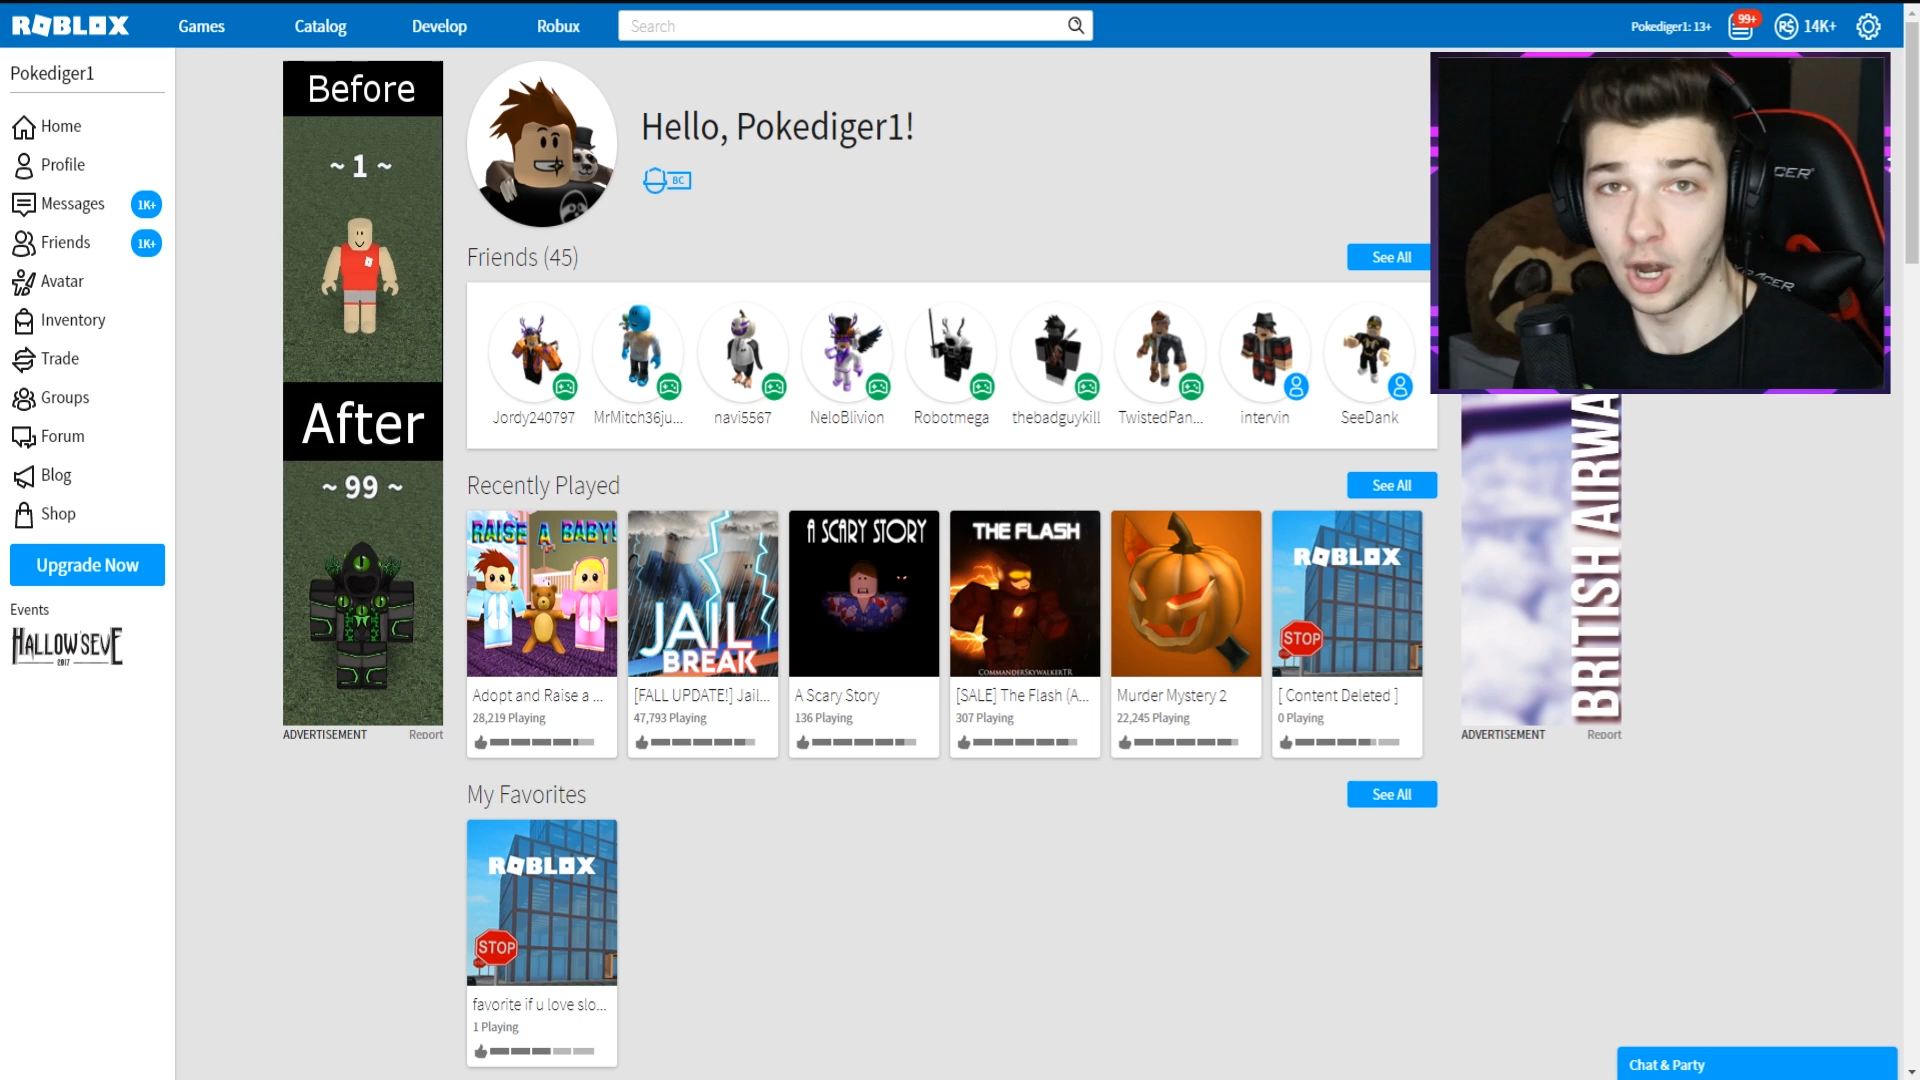 ROBLOX
Games
Catalog
Develop
Robux
Search
Pokediger1: 13+
99+
R$
14K+
Pokediger1
Home
Profile
Messages
1K+
Friends
1K+
Avatar
Inventory
Trade
Groups
Forum
Blog
Shop
Upgrade Now
Events
HALLOW'S EVE
2017
Before
~ 1 ~
After
~ 99 ~
ADVERTISEMENT
Report
Hello, Pokediger1!
BC
Friends (45)
See All
Jordy240797
MrMitch36ju...
navi5567
NeloBlivion
Robotmega
thebadguykill
TwistedPan...
intervin
SeeDank
Recently Played
See All
RAISE A BABY!
Adopt and Raise a ...
28,219 Playing
JAIL
BREAK
[FALL UPDATE!] Jail...
47,793 Playing
A SCARY STORY
A Scary Story
136 Playing
THE FLASH
COMMANDERSKYWALKERTR
[SALE] The Flash (A...
307 Playing
Murder Mystery 2
22,245 Playing
ROBLOX
STOP
[ Content Deleted ]
0 Playing
My Favorites
See All
ROBLOX
STOP
favorite if u love slo...
1 Playing
BRITISH AIRWA
ADVERTISEMENT
Report
Chat & Party